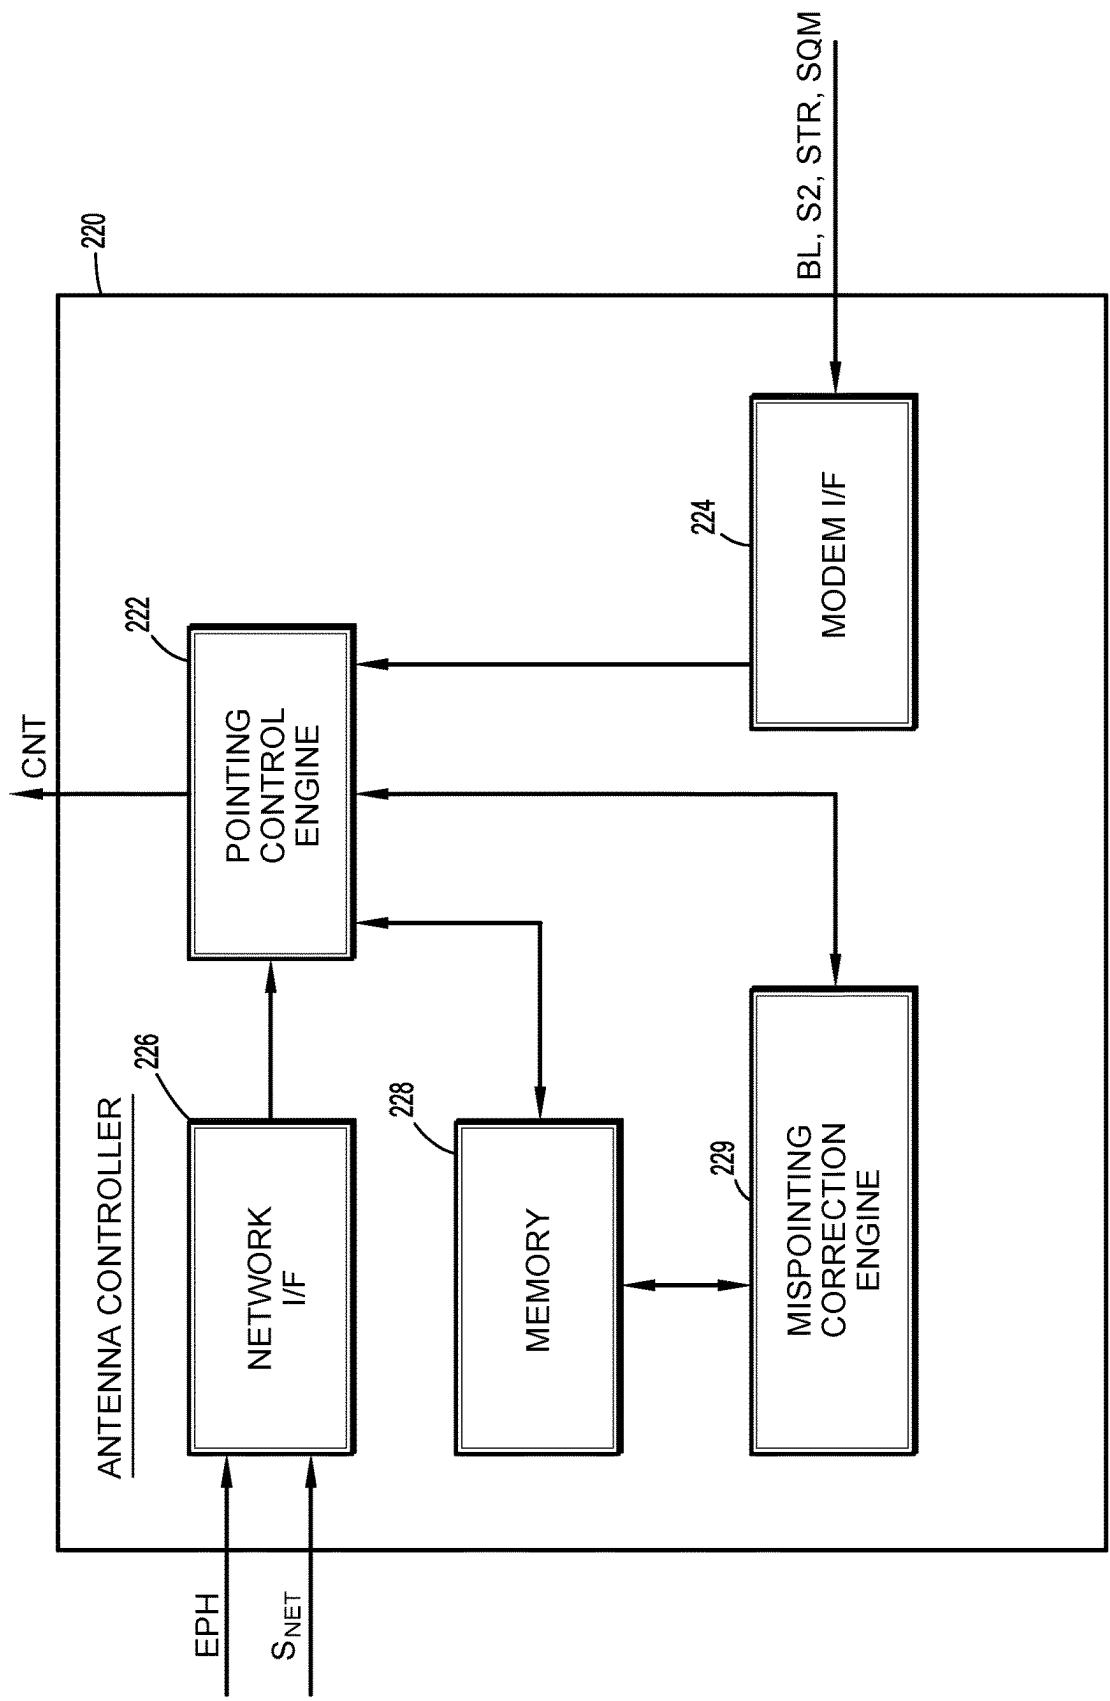 220
ANTENNA CONTROLLER
CNT
EPH
S_NET
226
NETWORK
I/F
222
POINTING
CONTROL
ENGINE
228
MEMORY
229
MISPOINTING
CORRECTION
ENGINE
224
MODEM I/F
BL, S2, STR, SQM